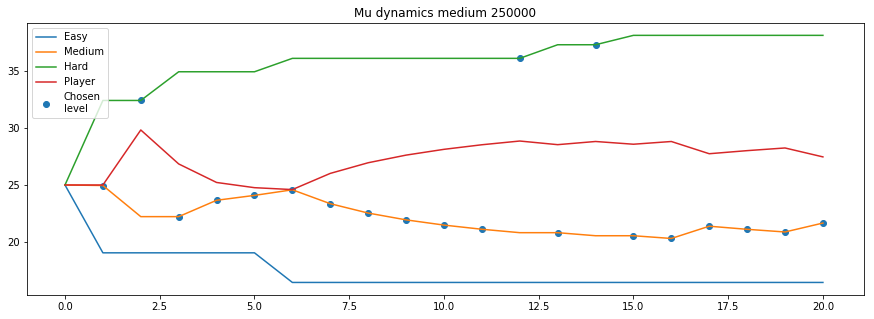 Mu dynamics medium 250000
Easy
Medium
Hard
Player
Chosen
level
35
30
25
20
0.0 2.5 5.0 7.5 10.0 12.5 15.0 17.5 20.0